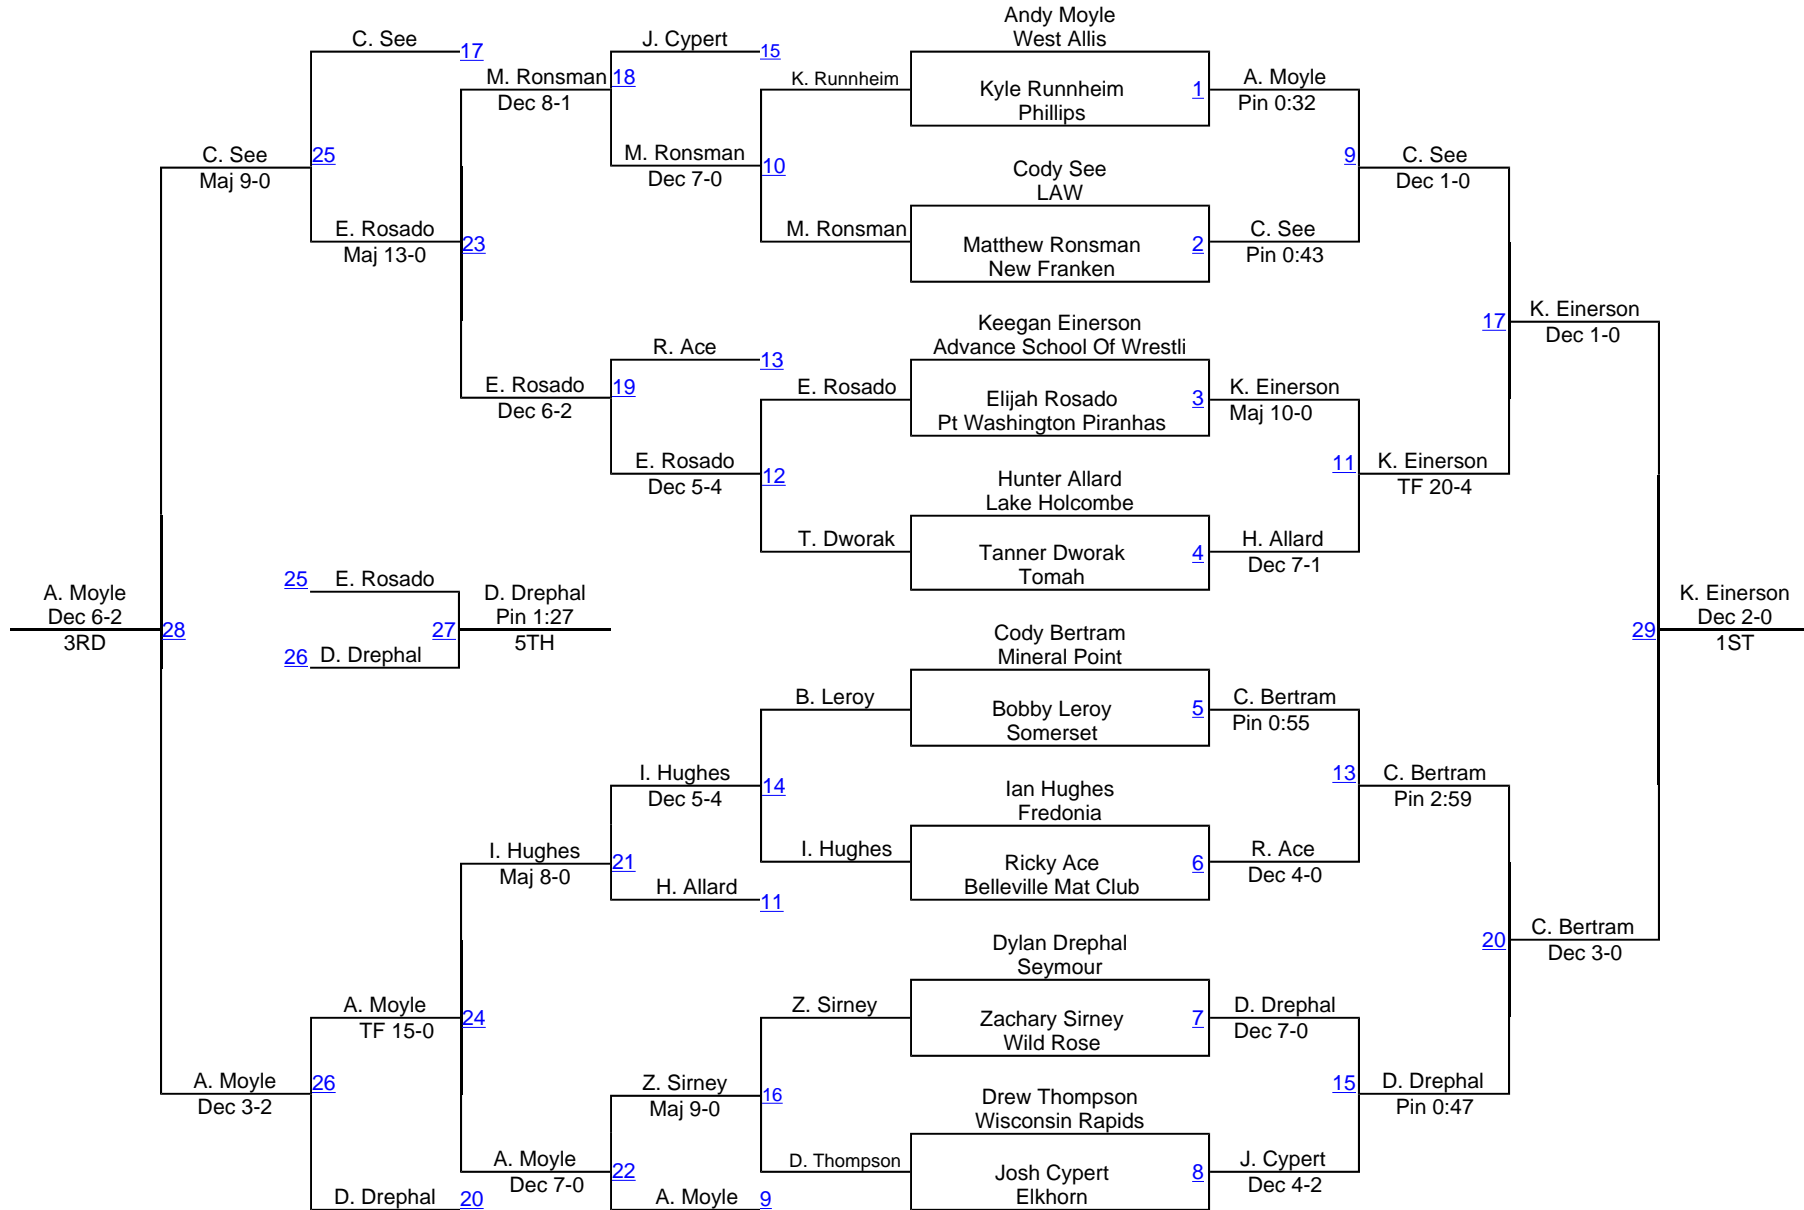 Andy Moyle
West Allis
C. See
17
J. Cypert
15
M. Ronsman
18
Dec 8-1
K. Runnheim
Kyle Runnheim
1
Phillips
A. Moyle
Pin 0:32
C. See
25
Maj 9-0
M. Ronsman
10
Dec 7-0
Cody See
LAW
9
C. See
Dec 1-0
E. Rosado
23
Maj 13-0
M. Ronsman
Matthew Ronsman
2
New Franken
C. See
Pin 0:43
Keegan Einerson
Advance School Of Wrestli
17
K. Einerson
Dec 1-0
R. Ace
13
E. Rosado
19
Dec 6-2
E. Rosado
Elijah Rosado
3
Pt Washington Piranhas
K. Einerson
Maj 10-0
E. Rosado
12
Dec 5-4
Hunter Allard
Lake Holcombe
11
K. Einerson
TF 20-4
T. Dworak
Tanner Dworak
4
Tomah
H. Allard
Dec 7-1
25
E. Rosado
A. Moyle
Dec 6-2
28
3RD
27
D. Drephal
Pin 1:27
5TH
26
D. Drephal
29
K. Einerson
Dec 2-0
1ST
Cody Bertram
Mineral Point
B. Leroy
Bobby Leroy
5
Somerset
C. Bertram
Pin 0:55
I. Hughes
14
Dec 5-4
Ian Hughes
Fredonia
13
C. Bertram
Pin 2:59
I. Hughes
21
Maj 8-0
I. Hughes
Ricky Ace
6
Belleville Mat Club
R. Ace
Dec 4-0
H. Allard
11
Dylan Drephal
Seymour
20
C. Bertram
Dec 3-0
A. Moyle
24
TF 15-0
Z. Sirney
Zachary Sirney
7
Wild Rose
D. Drephal
Dec 7-0
A. Moyle
26
Dec 3-2
Z. Sirney
16
Maj 9-0
Drew Thompson
Wisconsin Rapids
15
D. Drephal
Pin 0:47
A. Moyle
22
Dec 7-0
D. Thompson
Josh Cypert
8
Elkhorn
J. Cypert
Dec 4-2
D. Drephal
20
A. Moyle
9